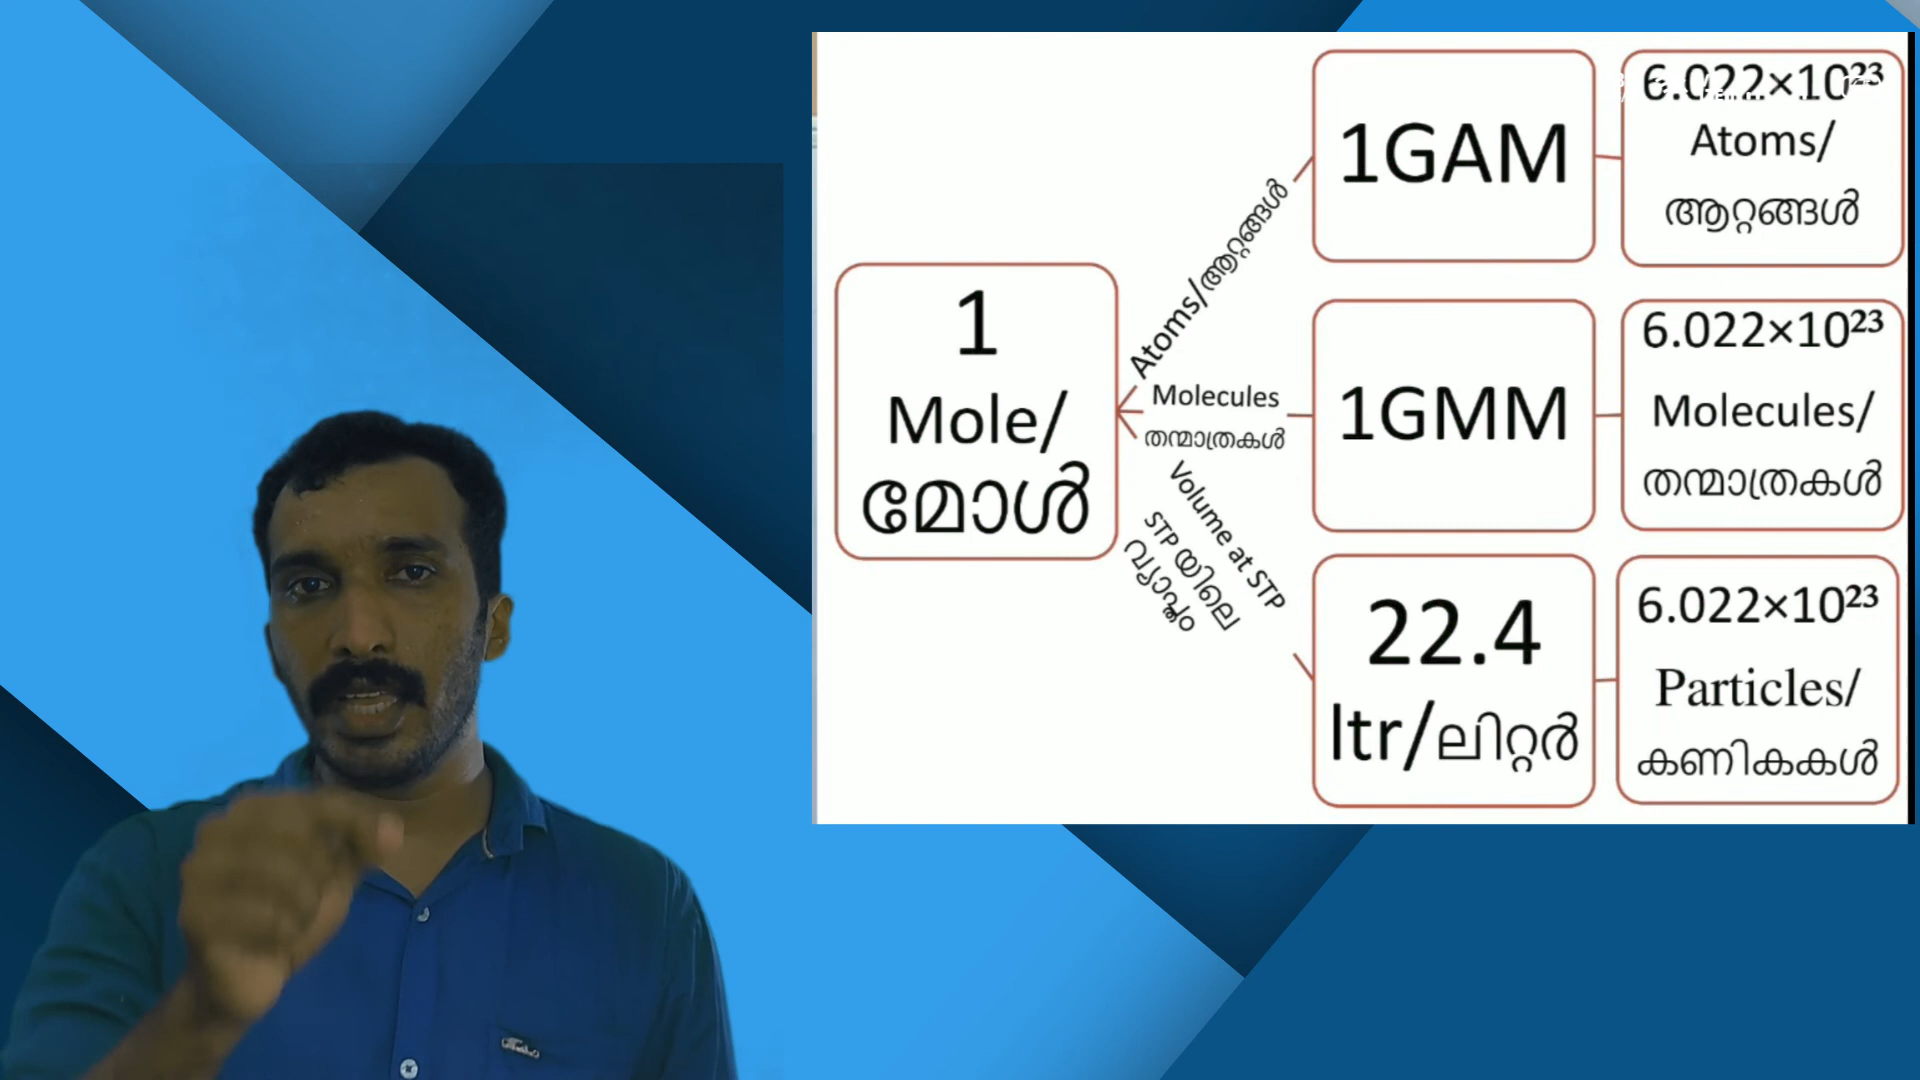 1
Mole/
മോൾ
Atoms/ആറ്റങ്ങൾ
1GAM
6.022×10²³
Atoms/
ആറ്റങ്ങൾ
Molecules
തന്മാത്രകൾ
1GMM
6.022×10²³
Molecules/
തന്മാത്രകൾ
Volume at STP
STP യിലെ
വ്യാപ്തം
22.4
ltr/ലിറ്റർ
6.022×10²³
Particles/
കണികകൾ